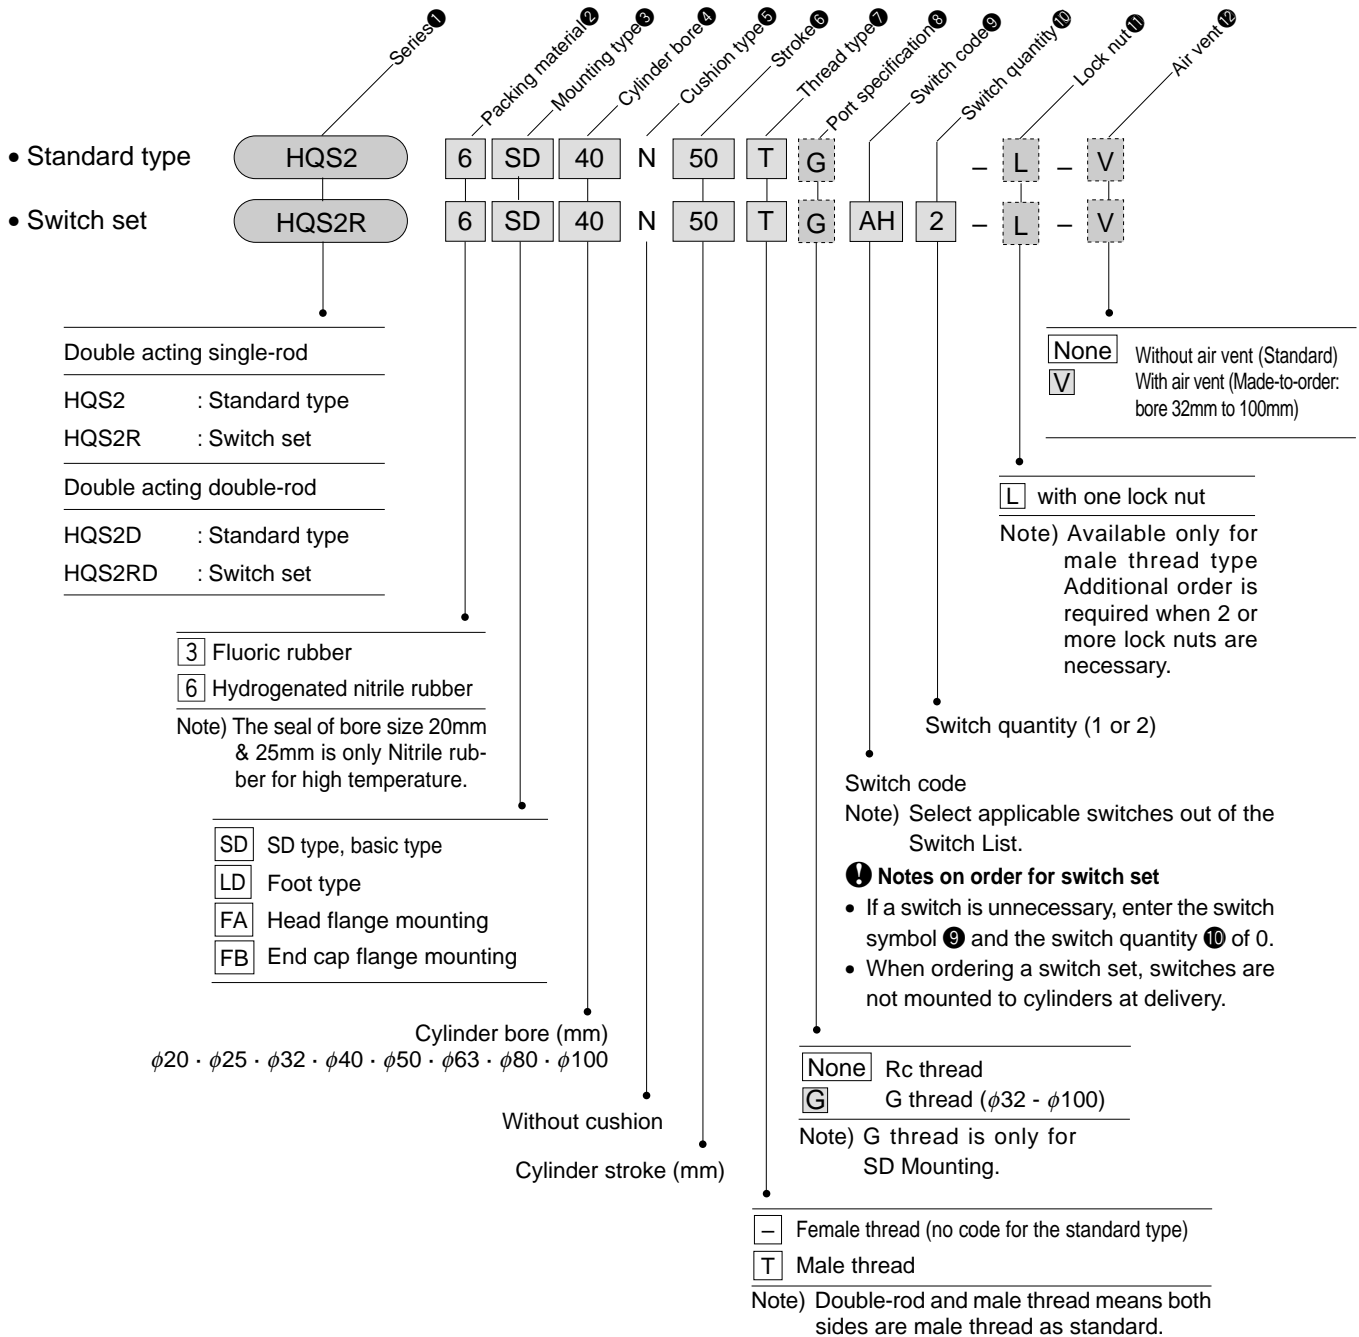 Series❶
Packing material❷
Mounting type❸
Cylinder bore❹
Cushion type❺
Stroke❻
Thread type❼
Port specification❽
Switch code❾
Switch quantity❿
Lock nut⓫
Air vent⓬
• Standard type HQS2 6 SD 40 N 50 T G – L – V
• Switch set HQS2R 6 SD 40 N 50 T G AH 2 – L – V
Double acting single-rod
HQS2 : Standard type
HQS2R : Switch set
Double acting double-rod
HQS2D : Standard type
HQS2RD : Switch set
None Without air vent (Standard)
V With air vent (Made-to-order:
bore 32mm to 100mm)
L with one lock nut
Note) Available only for
male thread type
Additional order is
required when 2 or
more lock nuts are
necessary.
3 Fluoric rubber
6 Hydrogenated nitrile rubber
Note) The seal of bore size 20mm
& 25mm is only Nitrile rub-
ber for high temperature.
Switch quantity (1 or 2)
Switch code
Note) Select applicable switches out of the
Switch List.
! Notes on order for switch set
• If a switch is unnecessary, enter the switch
symbol ❾ and the switch quantity ❿ of 0.
• When ordering a switch set, switches are
not mounted to cylinders at delivery.
SD SD type, basic type
LD Foot type
FA Head flange mounting
FB End cap flange mounting
Cylinder bore (mm)
ϕ20 · ϕ25 · ϕ32 · ϕ40 · ϕ50 · ϕ63 · ϕ80 · ϕ100
Without cushion
Cylinder stroke (mm)
None Rc thread
G G thread (ϕ32 - ϕ100)
Note) G thread is only for
SD Mounting.
– Female thread (no code for the standard type)
T Male thread
Note) Double-rod and male thread means both
sides are male thread as standard.